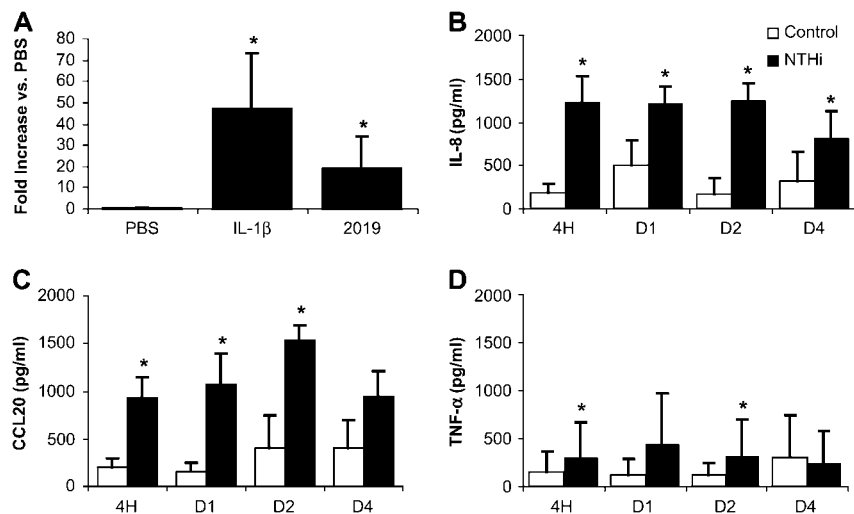 A
Fold Increase vs. PBS
80
70
60
50
40
30
20
10
0
*
*
PBS IL-1β 2019
B
IL-8 (pg/ml)
2000
1500
1000
500
0
Control
NTHi
* * * *
4H D1 D2 D4
C
CCL20 (pg/ml)
2000
1500
1000
500
0
* * *
4H D1 D2 D4
D
TNF-α (pg/ml)
2000
1500
1000
500
0
* *
4H D1 D2 D4